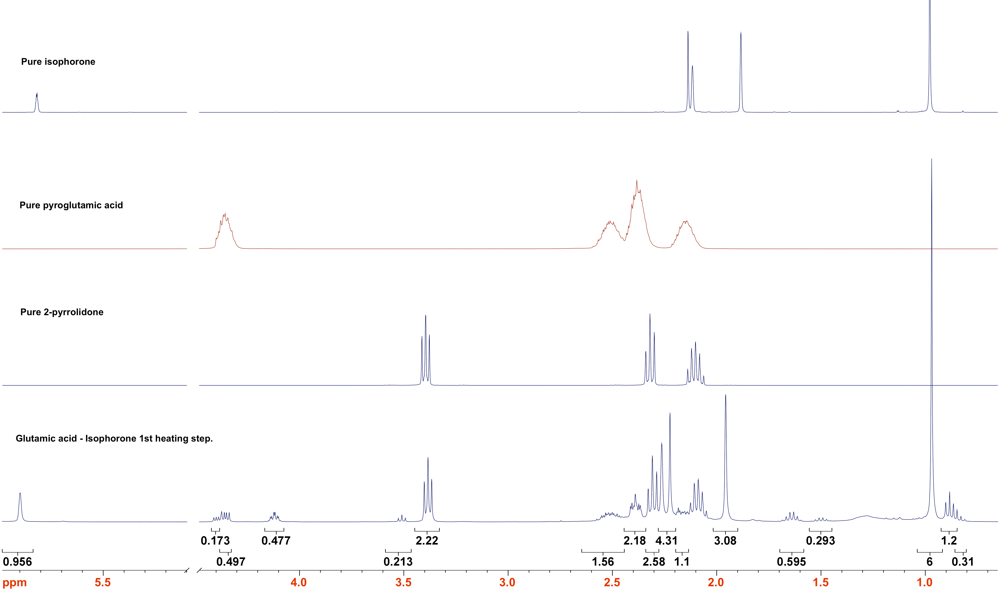 Pure isophorone
Pure pyroglutamic acid
Pure 2-pyrrolidone
Glutamic acid - Isophorone 1st heating step.
0.173 0.477 2.22 2.18 4.31 3.08 0.293 1.2
0.956 0.497 0.213 1.56 2.58 1.1 0.595 6 0.31
ppm 5.5 4.0 3.5 3.0 2.5 2.0 1.5 1.0